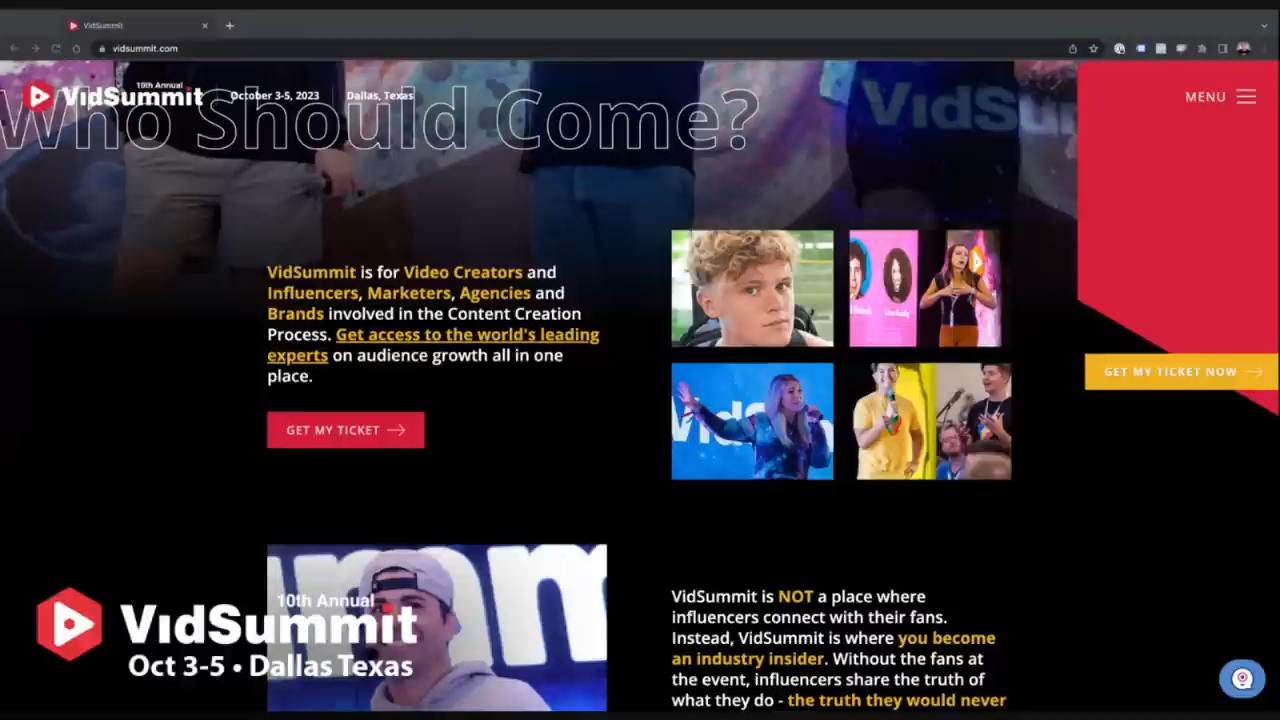 VidSummit
vidsummit.com
10th Annual
VidSummit
October 3-5, 2023
Dallas, Texas
MENU
Who Should Come?
VidSu
VidSummit is for Video Creators and
Influencers, Marketers, Agencies and
Brands involved in the Content Creation
Process. Get access to the world's leading
experts on audience growth all in one
place.
GET MY TICKET
GET MY TICKET NOW
VidSummit is NOT a place where
influencers connect with their fans.
Instead, VidSummit is where you become
an industry insider. Without the fans at
the event, influencers share the truth of
what they do - the truth they would never
10th Annual
VidSummit
Oct 3-5 • Dallas Texas